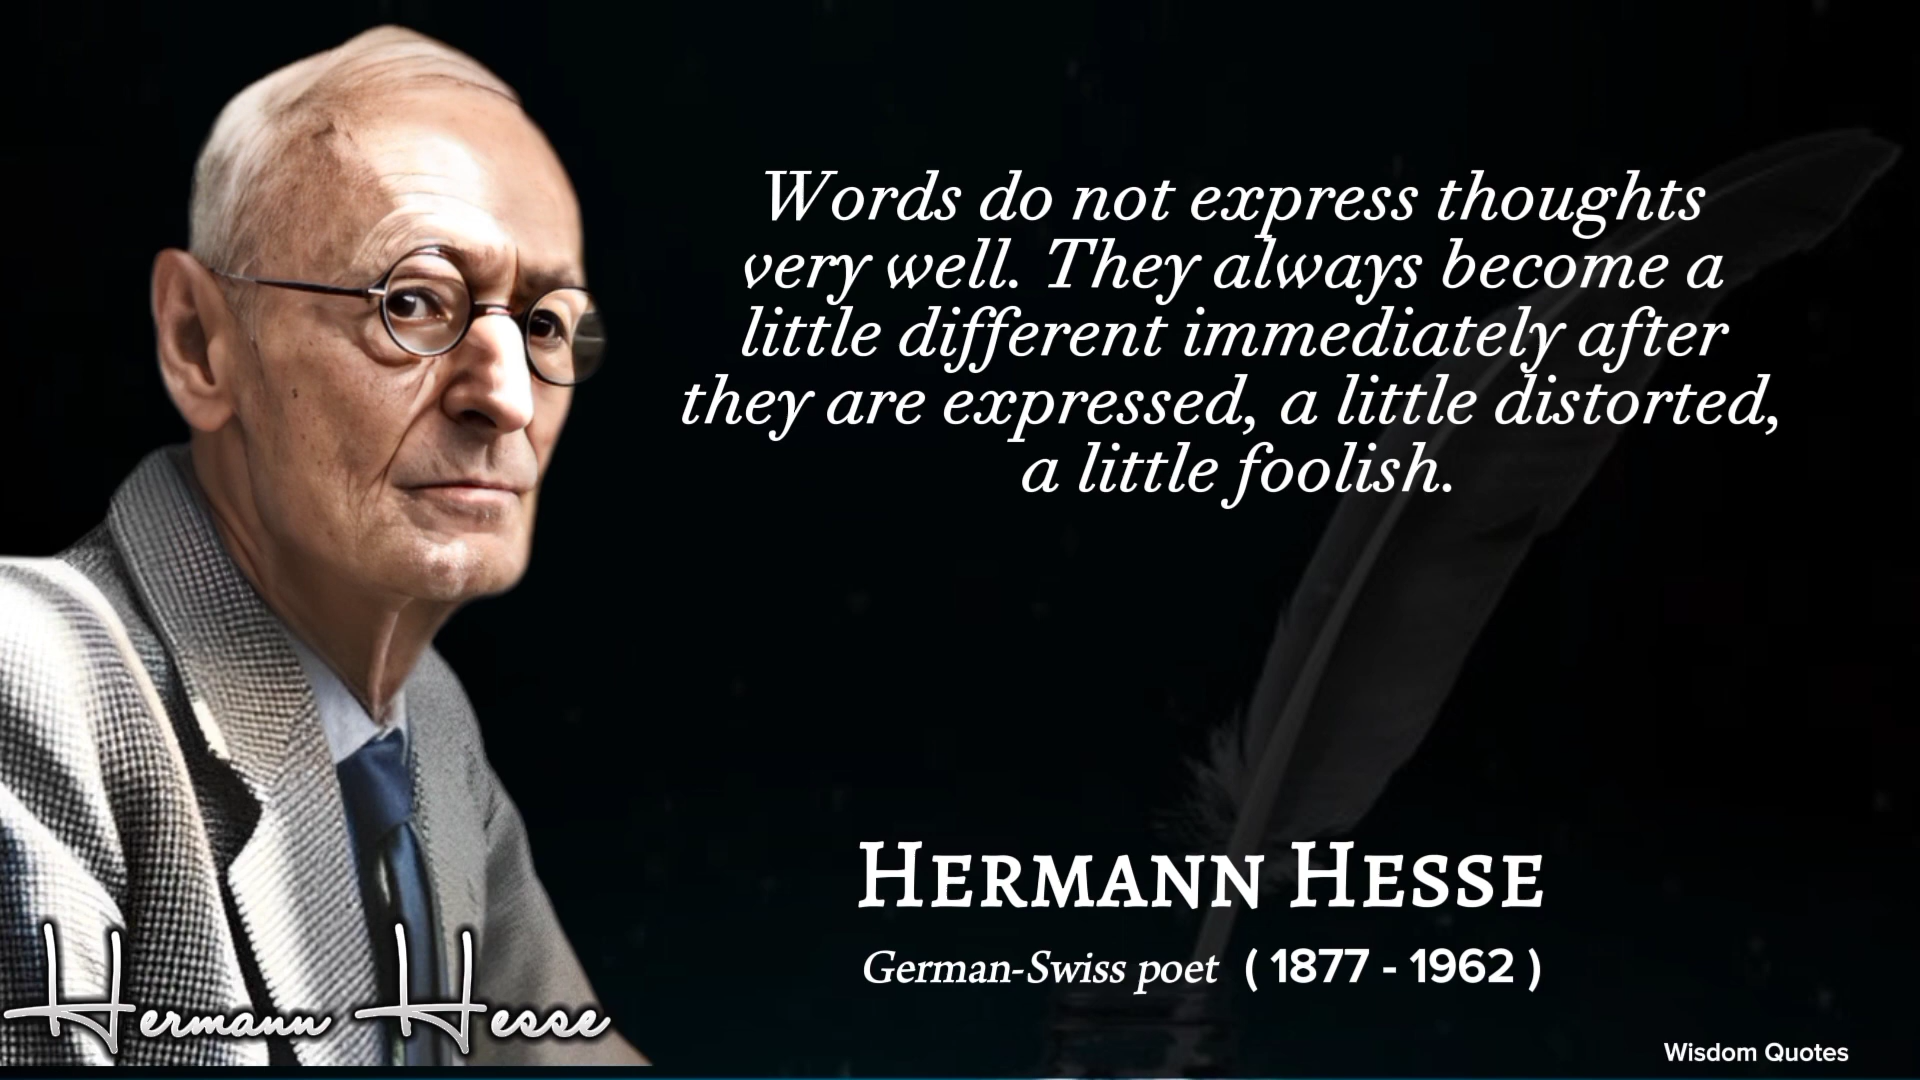 Words do not express thoughts
very well. They always become a
little different immediately after
they are expressed, a little distorted,
a little foolish.
HERMANN HESSE
German-Swiss poet ( 1877 - 1962 )
Hermann Hesse
Wisdom Quotes